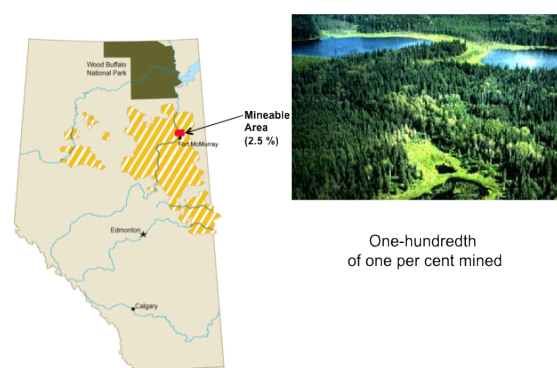 Wood Buffalo
National Park
Mineable
Area
(2.5 %)
Fort McMurray
Edmonton
Calgary
One-hundredth
of one per cent mined